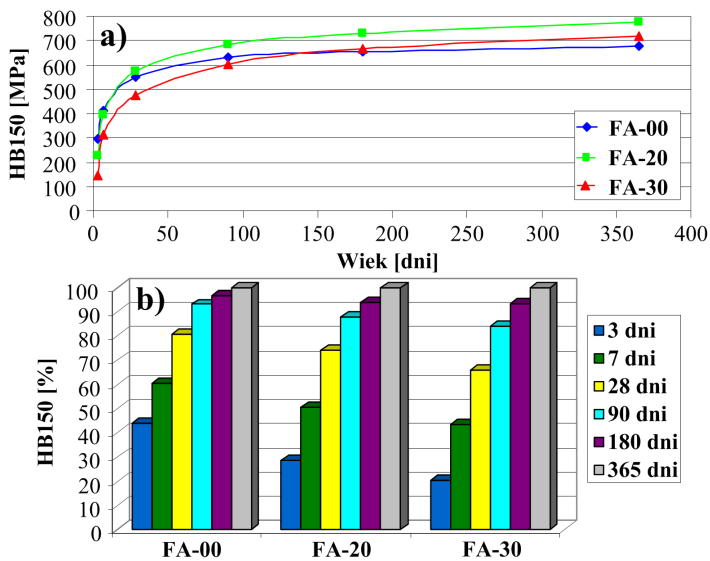 a)
HB150 [MPa]
800
700
600
500
400
300
200
100
0
FA-00
FA-20
FA-30
0 50 100 150 200 250 300 350 400
Wiek [dni]
b)
HB150 [%]
100
90
80
70
60
50
40
30
20
10
0
3 dni
7 dni
28 dni
90 dni
180 dni
365 dni
FA-00 FA-20 FA-30